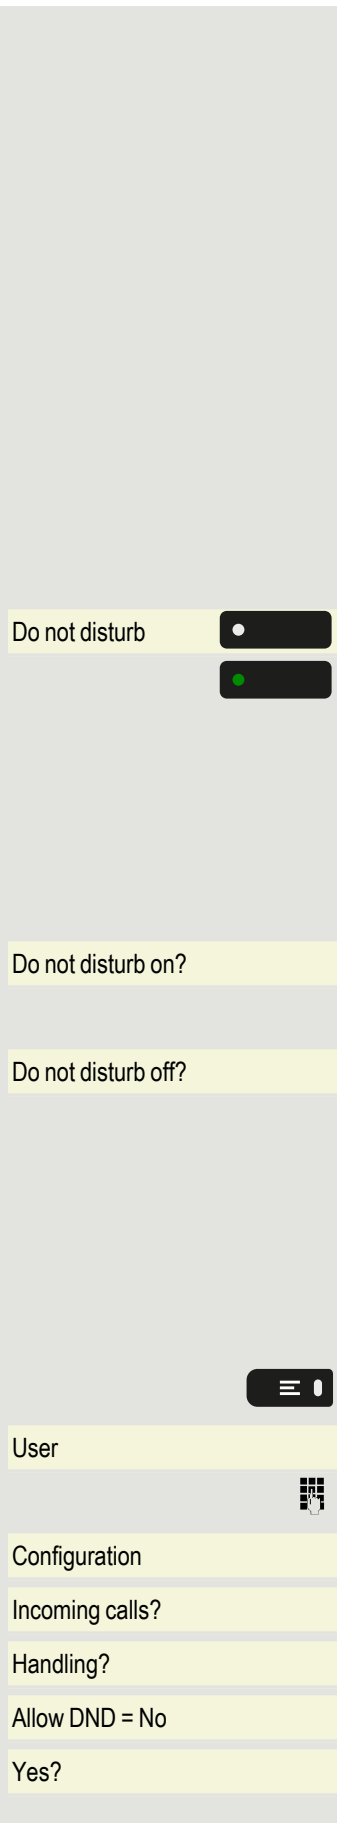 Do not disturb
Do not disturb on?
Do not disturb off?
User
Configuration
Incoming calls?
Handling?
Allow DND = No
Yes?